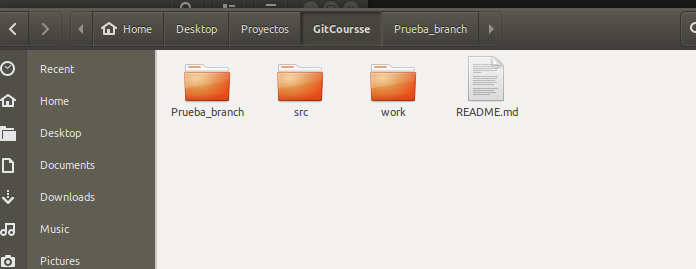 Home Desktop Proyectos GitCoursse Prueba_branch
Recent
Home
Desktop
Documents
Downloads
Music
Pictures
Prueba_branch src work README.md